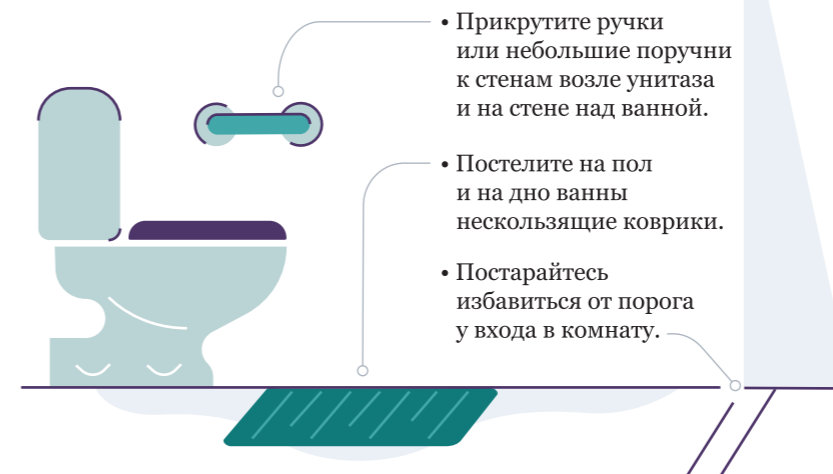 • Прикрутите ручки
или небольшие поручни
к стенам возле унитаза
и на стене над ванной.
• Постелите на пол
и на дно ванны
нескользящие коврики.
• Постарайтесь
избавиться от порога
у входа в комнату.